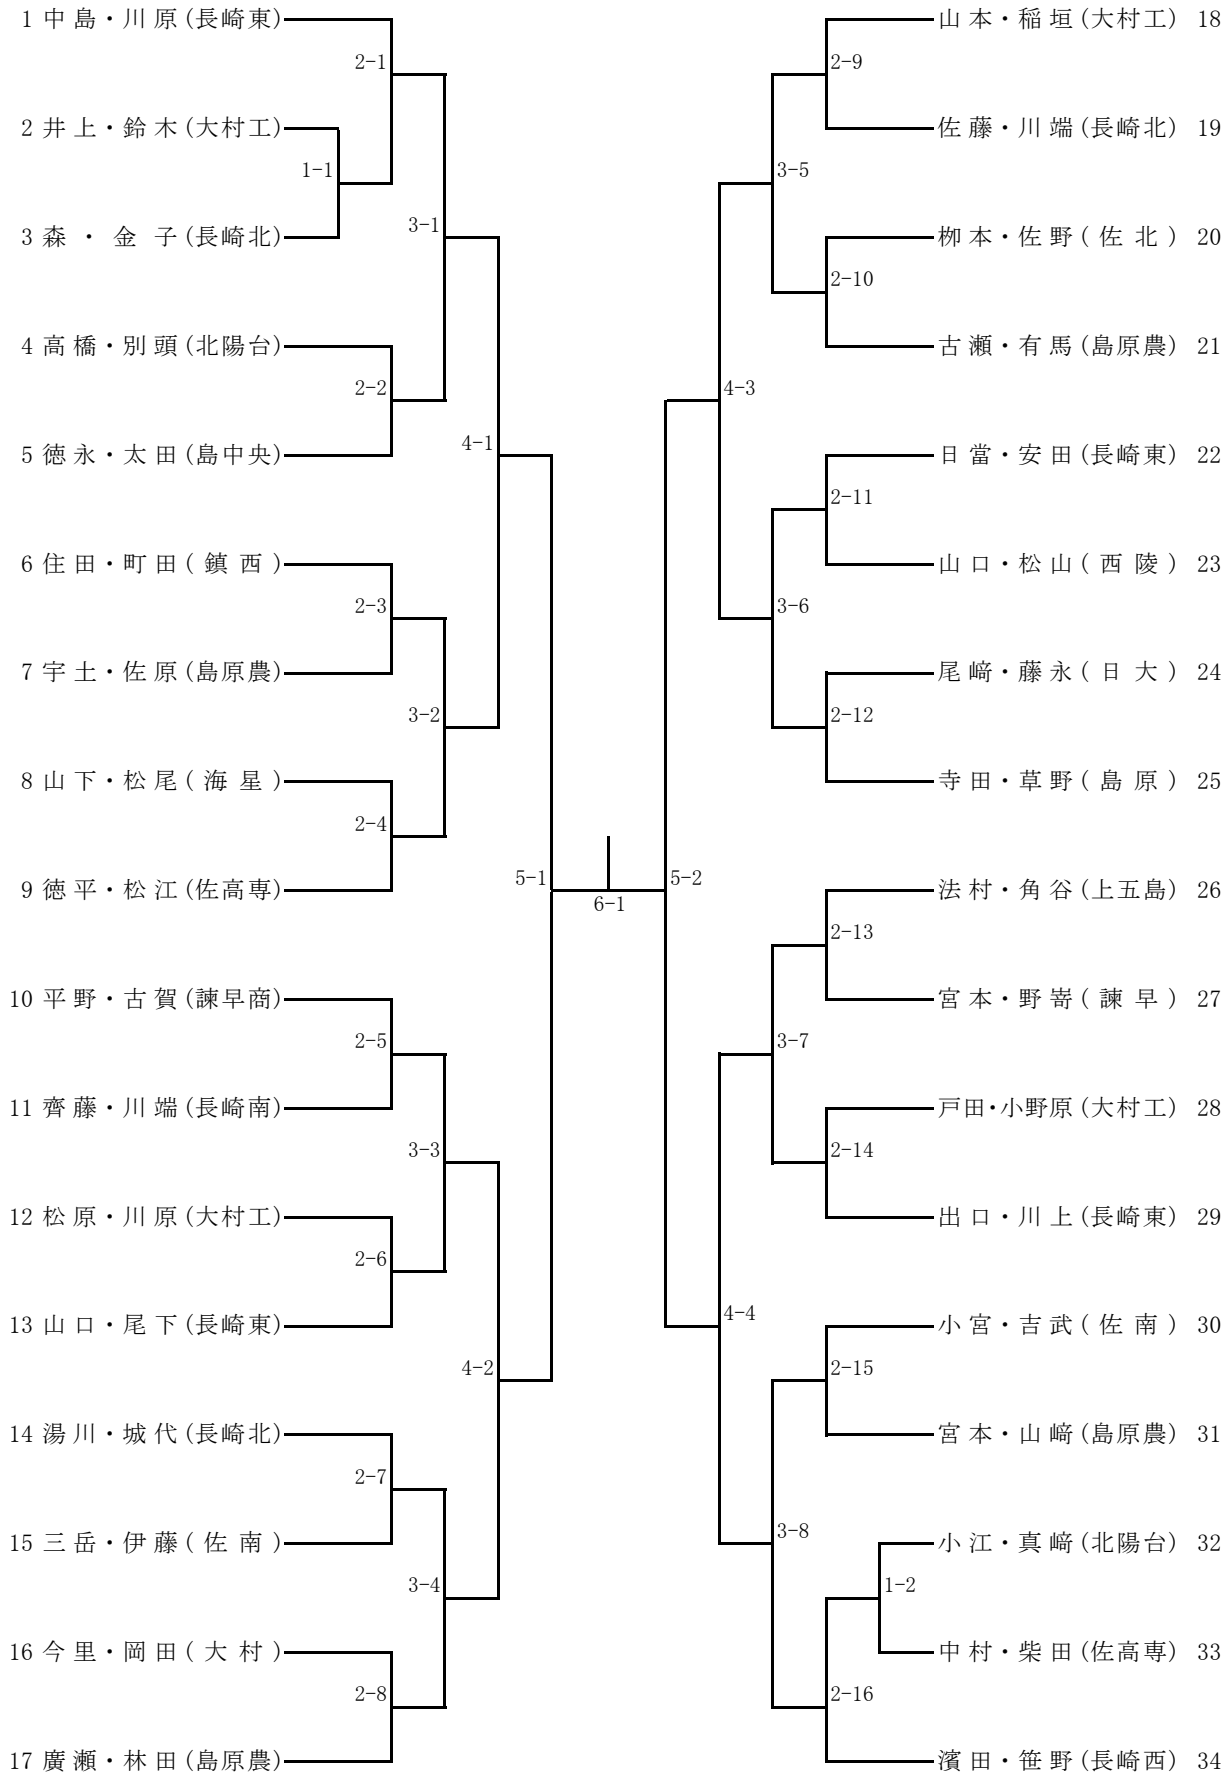 1 中島・川原(長崎東)
2-1
2 井上・鈴木(大村工)
1-1
3 森・金子(長崎北)
3-1
4 高橋・別頭(北陽台)
2-2
5 徳永・太田(島中央)
4-1
6 住田・町田(鎮西)
2-3
7 宇土・佐原(島原農)
3-2
8 山下・松尾(海星)
2-4
9 徳平・松江(佐高専)
5-1
10 平野・古賀(諫早商)
2-5
11 齊藤・川端(長崎南)
3-3
12 松原・川原(大村工)
2-6
13 山口・尾下(長崎東)
4-2
14 湯川・城代(長崎北)
2-7
15 三岳・伊藤(佐南)
3-4
16 今里・岡田(大村)
2-8
17 廣瀬・林田(島原農)
6-1
山本・稲垣(大村工) 18
2-9
佐藤・川端(長崎北) 19
3-5
栁本・佐野(佐北) 20
2-10
古瀬・有馬(島原農) 21
4-3
日當・安田(長崎東) 22
2-11
山口・松山(西陵) 23
3-6
尾﨑・藤永(日大) 24
2-12
寺田・草野(島原) 25
5-2
法村・角谷(上五島) 26
2-13
宮本・野嵜(諫早) 27
3-7
戸田・小野原(大村工) 28
2-14
出口・川上(長崎東) 29
4-4
小宮・吉武(佐南) 30
2-15
宮本・山﨑(島原農) 31
3-8
小江・真﨑(北陽台) 32
1-2
中村・柴田(佐高専) 33
2-16
濱田・笹野(長崎西) 34